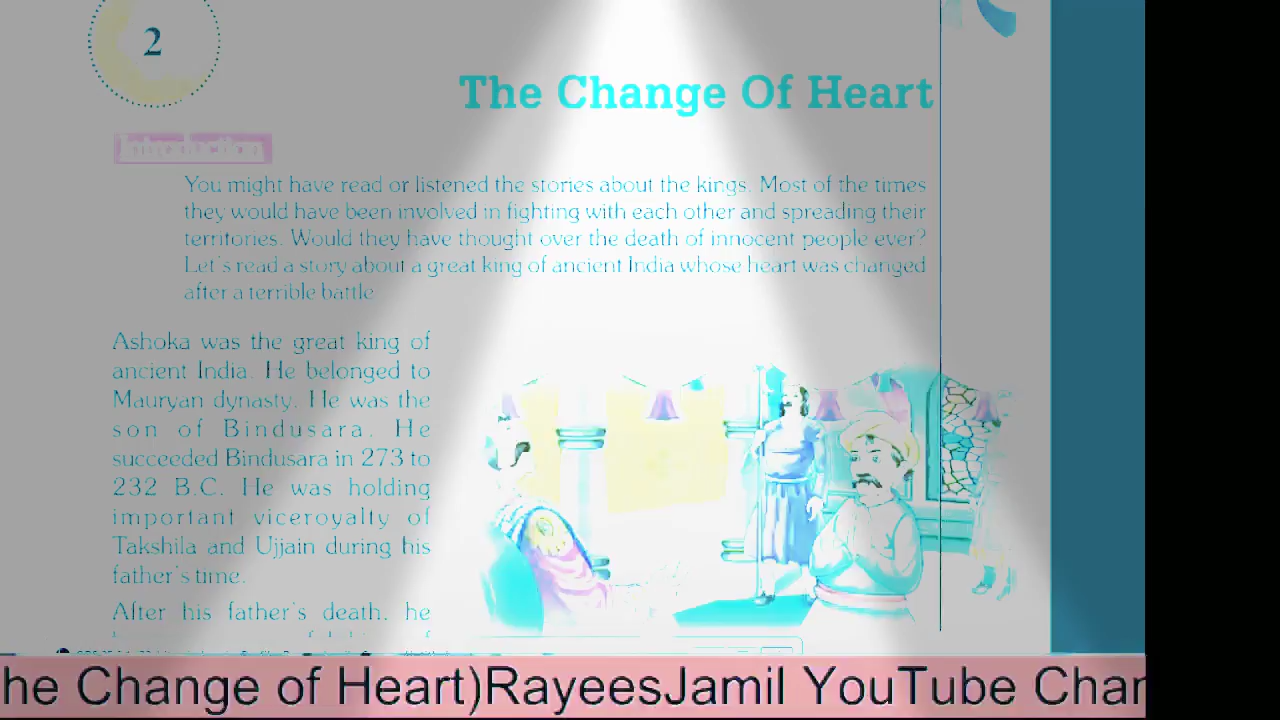 2
The Change Of Heart
Introduction
You might have read or listened the stories about the kings. Most of the times
they would have been involved in fighting with each other and spreading their
territories. Would they have thought over the death of innocent people ever?
Let's read a story about a great king of ancient India whose heart was changed
after a terrible battle
Ashoka was the great king of
ancient India. He belonged to
Mauryan dynasty. He was the
son of Bindusara. He
succeeded Bindusara in 273 to
232 B.C. He was holding
important viceroyalty of
Takshila and Ujjain during his
father's time.
After his father's death, he
he Change of Heart)RayeesJamil YouTube Chan